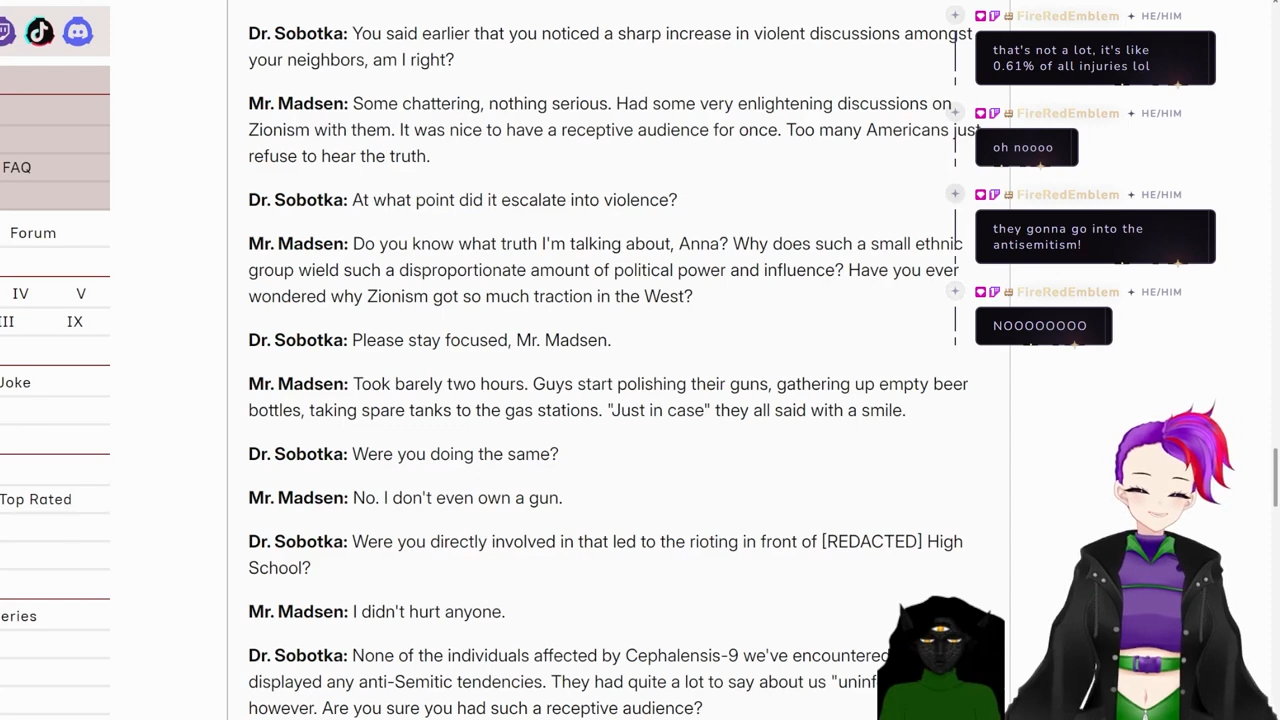 FAQ
Forum
IV V
III IX
Joke
Top Rated
eries
Dr. Sobotka: You said earlier that you noticed a sharp increase in violent discussions amongst
your neighbors, am I right?
Mr. Madsen: Some chattering, nothing serious. Had some very enlightening discussions on
Zionism with them. It was nice to have a receptive audience for once. Too many Americans just
refuse to hear the truth.
Dr. Sobotka: At what point did it escalate into violence?
Mr. Madsen: Do you know what truth I'm talking about, Anna? Why does such a small ethnic
group wield such a disproportionate amount of political power and influence? Have you ever
wondered why Zionism got so much traction in the West?
Dr. Sobotka: Please stay focused, Mr. Madsen.
Mr. Madsen: Took barely two hours. Guys start polishing their guns, gathering up empty beer
bottles, taking spare tanks to the gas stations. "Just in case" they all said with a smile.
Dr. Sobotka: Were you doing the same?
Mr. Madsen: No. I don't even own a gun.
Dr. Sobotka: Were you directly involved in that led to the rioting in front of [REDACTED] High
School?
Mr. Madsen: I didn't hurt anyone.
Dr. Sobotka: None of the individuals affected by Cephalensis-9 we've encountered
displayed any anti-Semitic tendencies. They had quite a lot to say about us "uninf
however. Are you sure you had such a receptive audience?
FireRedEmblem HE/HIM
that's not a lot, it's like
0.61% of all injuries lol
FireRedEmblem HE/HIM
oh noooo
FireRedEmblem HE/HIM
they gonna go into the
antisemitism!
FireRedEmblem HE/HIM
NOOOOOOOO